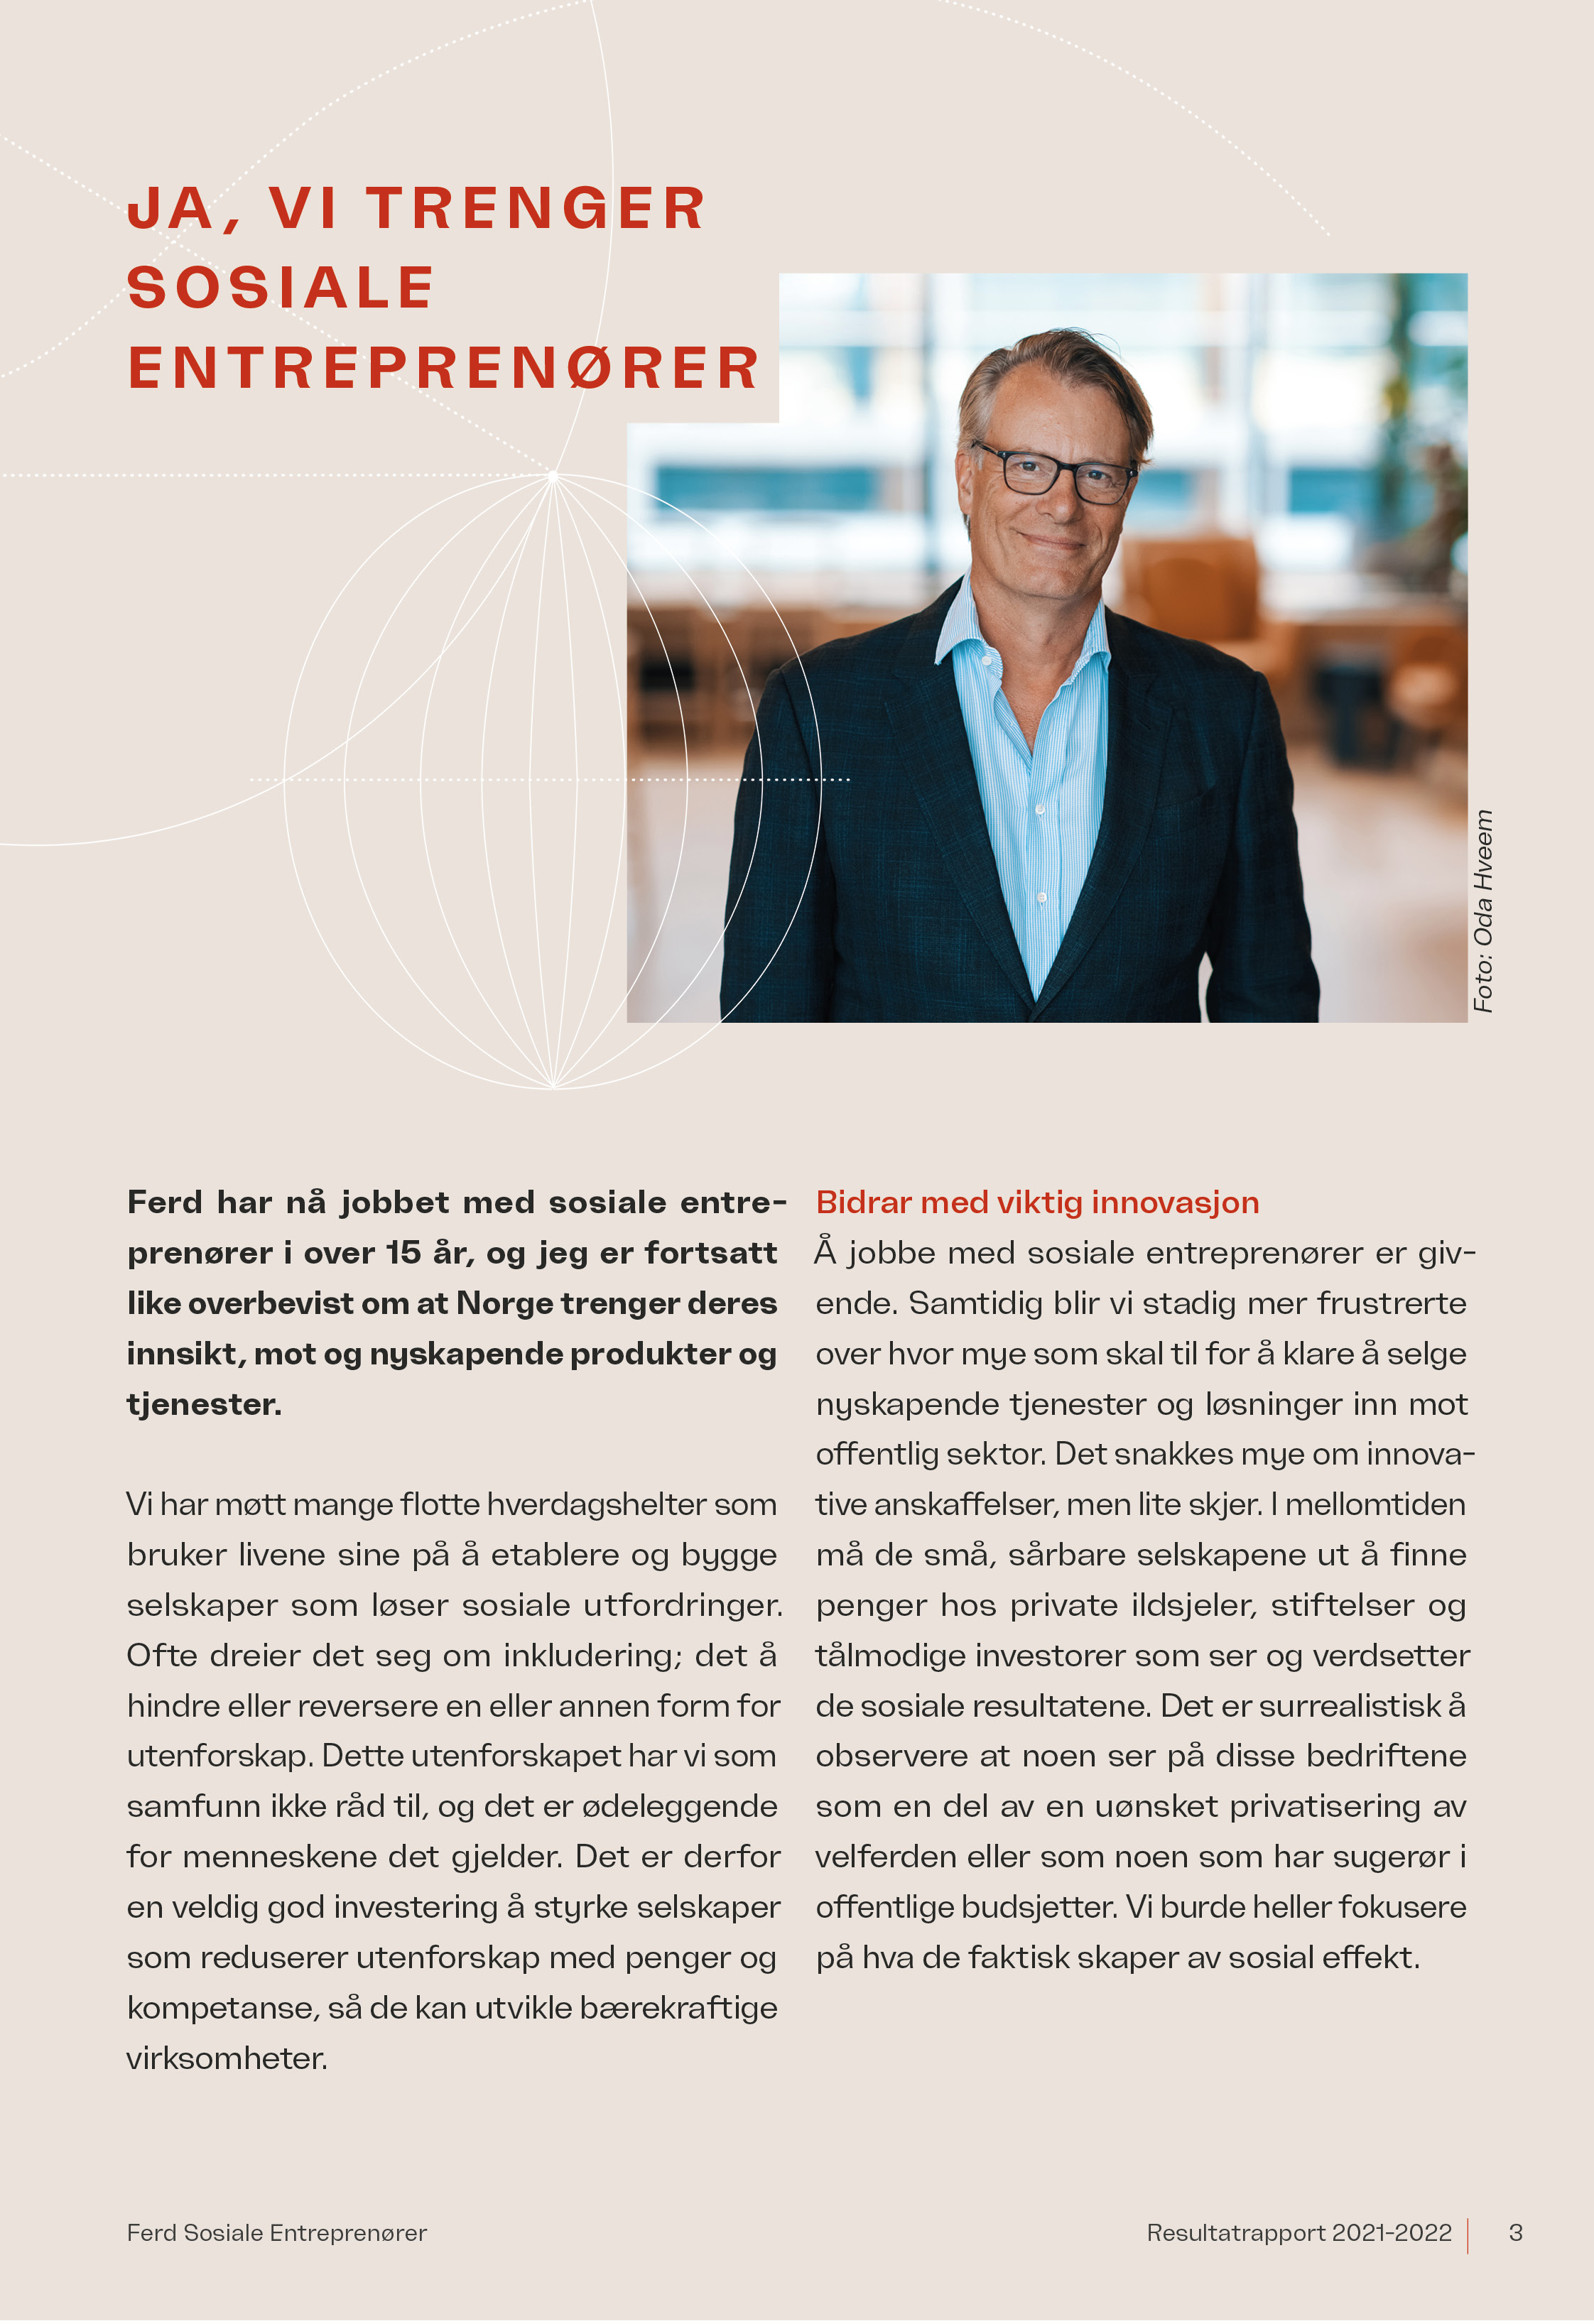 JA, VI TRENGER
SOSIALE
ENTREPRENØRER
Foto: Oda Hveem
Ferd har nå jobbet med sosiale entre-
prenører i over 15 år, og jeg er fortsatt
like overbevist om at Norge trenger deres
innsikt, mot og nyskapende produkter og
tjenester.
Vi har møtt mange flotte hverdagshelter som
bruker livene sine på å etablere og bygge
selskaper som løser sosiale utfordringer.
Ofte dreier det seg om inkludering; det å
hindre eller reversere en eller annen form for
utenforskap. Dette utenforskapet har vi som
samfunn ikke råd til, og det er ødeleggende
for menneskene det gjelder. Det er derfor
en veldig god investering å styrke selskaper
som reduserer utenforskap med penger og
kompetanse, så de kan utvikle bærekraftige
virksomheter.
Bidrar med viktig innovasjon
Å jobbe med sosiale entreprenører er giv-
ende. Samtidig blir vi stadig mer frustrerte
over hvor mye som skal til for å klare å selge
nyskapende tjenester og løsninger inn mot
offentlig sektor. Det snakkes mye om innova-
tive anskaffelser, men lite skjer. I mellomtiden
må de små, sårbare selskapene ut å finne
penger hos private ildsjeler, stiftelser og
tålmodige investorer som ser og verdsetter
de sosiale resultatene. Det er surrealistisk å
observere at noen ser på disse bedriftene
som en del av en uønsket privatisering av
velferden eller som noen som har sugerør i
offentlige budsjetter. Vi burde heller fokusere
på hva de faktisk skaper av sosial effekt.
Ferd Sosiale Entreprenører
Resultatrapport 2021-2022
3